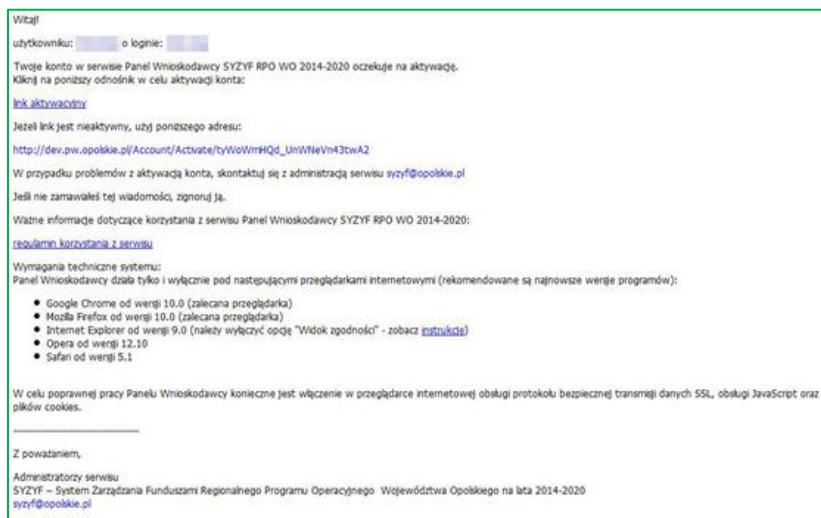 Witaj!
użytkowniku: o loginie:
Twoje konto w serwisie Panel Wnioskodawcy SYZYF RPO WO 2014-2020 oczekuje na aktywację.
Kliknij na poniższy odnośnik w celu aktywacji konta:
link aktywacyjny
Jeżeli link jest nieaktywny, użyj poniższego adresu:
http://dev.pw.opolskie.pl/Account/Activate/tyWoWmHQd_UnWNeVn43twA2
W przypadku problemów z aktywacją konta, skontaktuj się z administracją serwisu syzyf@opolskie.pl
Jeśli nie zamawiałeś tej wiadomości, zignoruj ją.
Ważne informacje dotyczące korzystania z serwisu Panel Wnioskodawcy SYZYF RPO WO 2014-2020:
regulamin korzystania z serwisu
Wymagania techniczne systemu:
Panel Wnioskodawcy działa tylko i wyłącznie pod następującymi przeglądarkami internetowymi (rekomendowane są najnowsze wersje programów):
● Google Chrome od wersji 10.0 (zalecana przeglądarka)
● Mozilla Firefox od wersji 10.0 (zalecana przeglądarka)
● Internet Explorer od wersji 9.0 (należy wyłączyć opcję "Widok zgodności" - zobacz instrukcję)
● Opera od wersji 12.10
● Safari od wersji 5.1
W celu poprawnej pracy Panelu Wnioskodawcy konieczne jest włączenie w przeglądarce internetowej obsługi protokołu bezpiecznej transmisji danych SSL, obsługi JavaScript oraz
plików cookies.
------------------------------------
Z poważaniem,
Administratorzy serwisu
SYZYF – System Zarządzania Funduszami Regionalnego Programu Operacyjnego Województwa Opolskiego na lata 2014-2020
syzyf@opolskie.pl